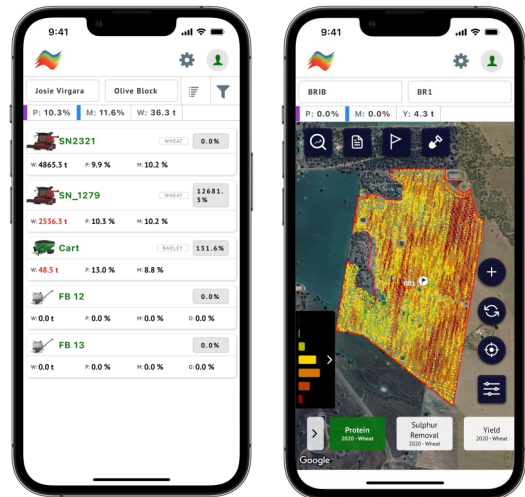 9:41
Josie Virgara
Olive Block
P: 10.3% M: 11.6% W: 36.3 t
SN2321 WHEAT 0.0%
W: 4865.3 t P: 9.9 % M: 10.2 %
SN_1279 WHEAT 12681.
3%
W: 2536.3 t P: 10.3 % M: 10.2 %
Cart BARLEY 151.6%
W: 48.5 t P: 13.0 % M: 8.8 %
FB 12 0.0%
W: 0.0 t P: 0.0 % M: 0.0 % O: 0.0 %
FB 13 0.0%
W: 0.0 t P: 0.0 % M: 0.0 % O: 0.0 %
9:41
BRIB
BR1
P: 0.0% M: 0.0% Y: 4.3 t
BR1
Protein
2020 - Wheat
Sulphur
Removal
2020 - Wheat
Yield
2020 - Wheat
Google